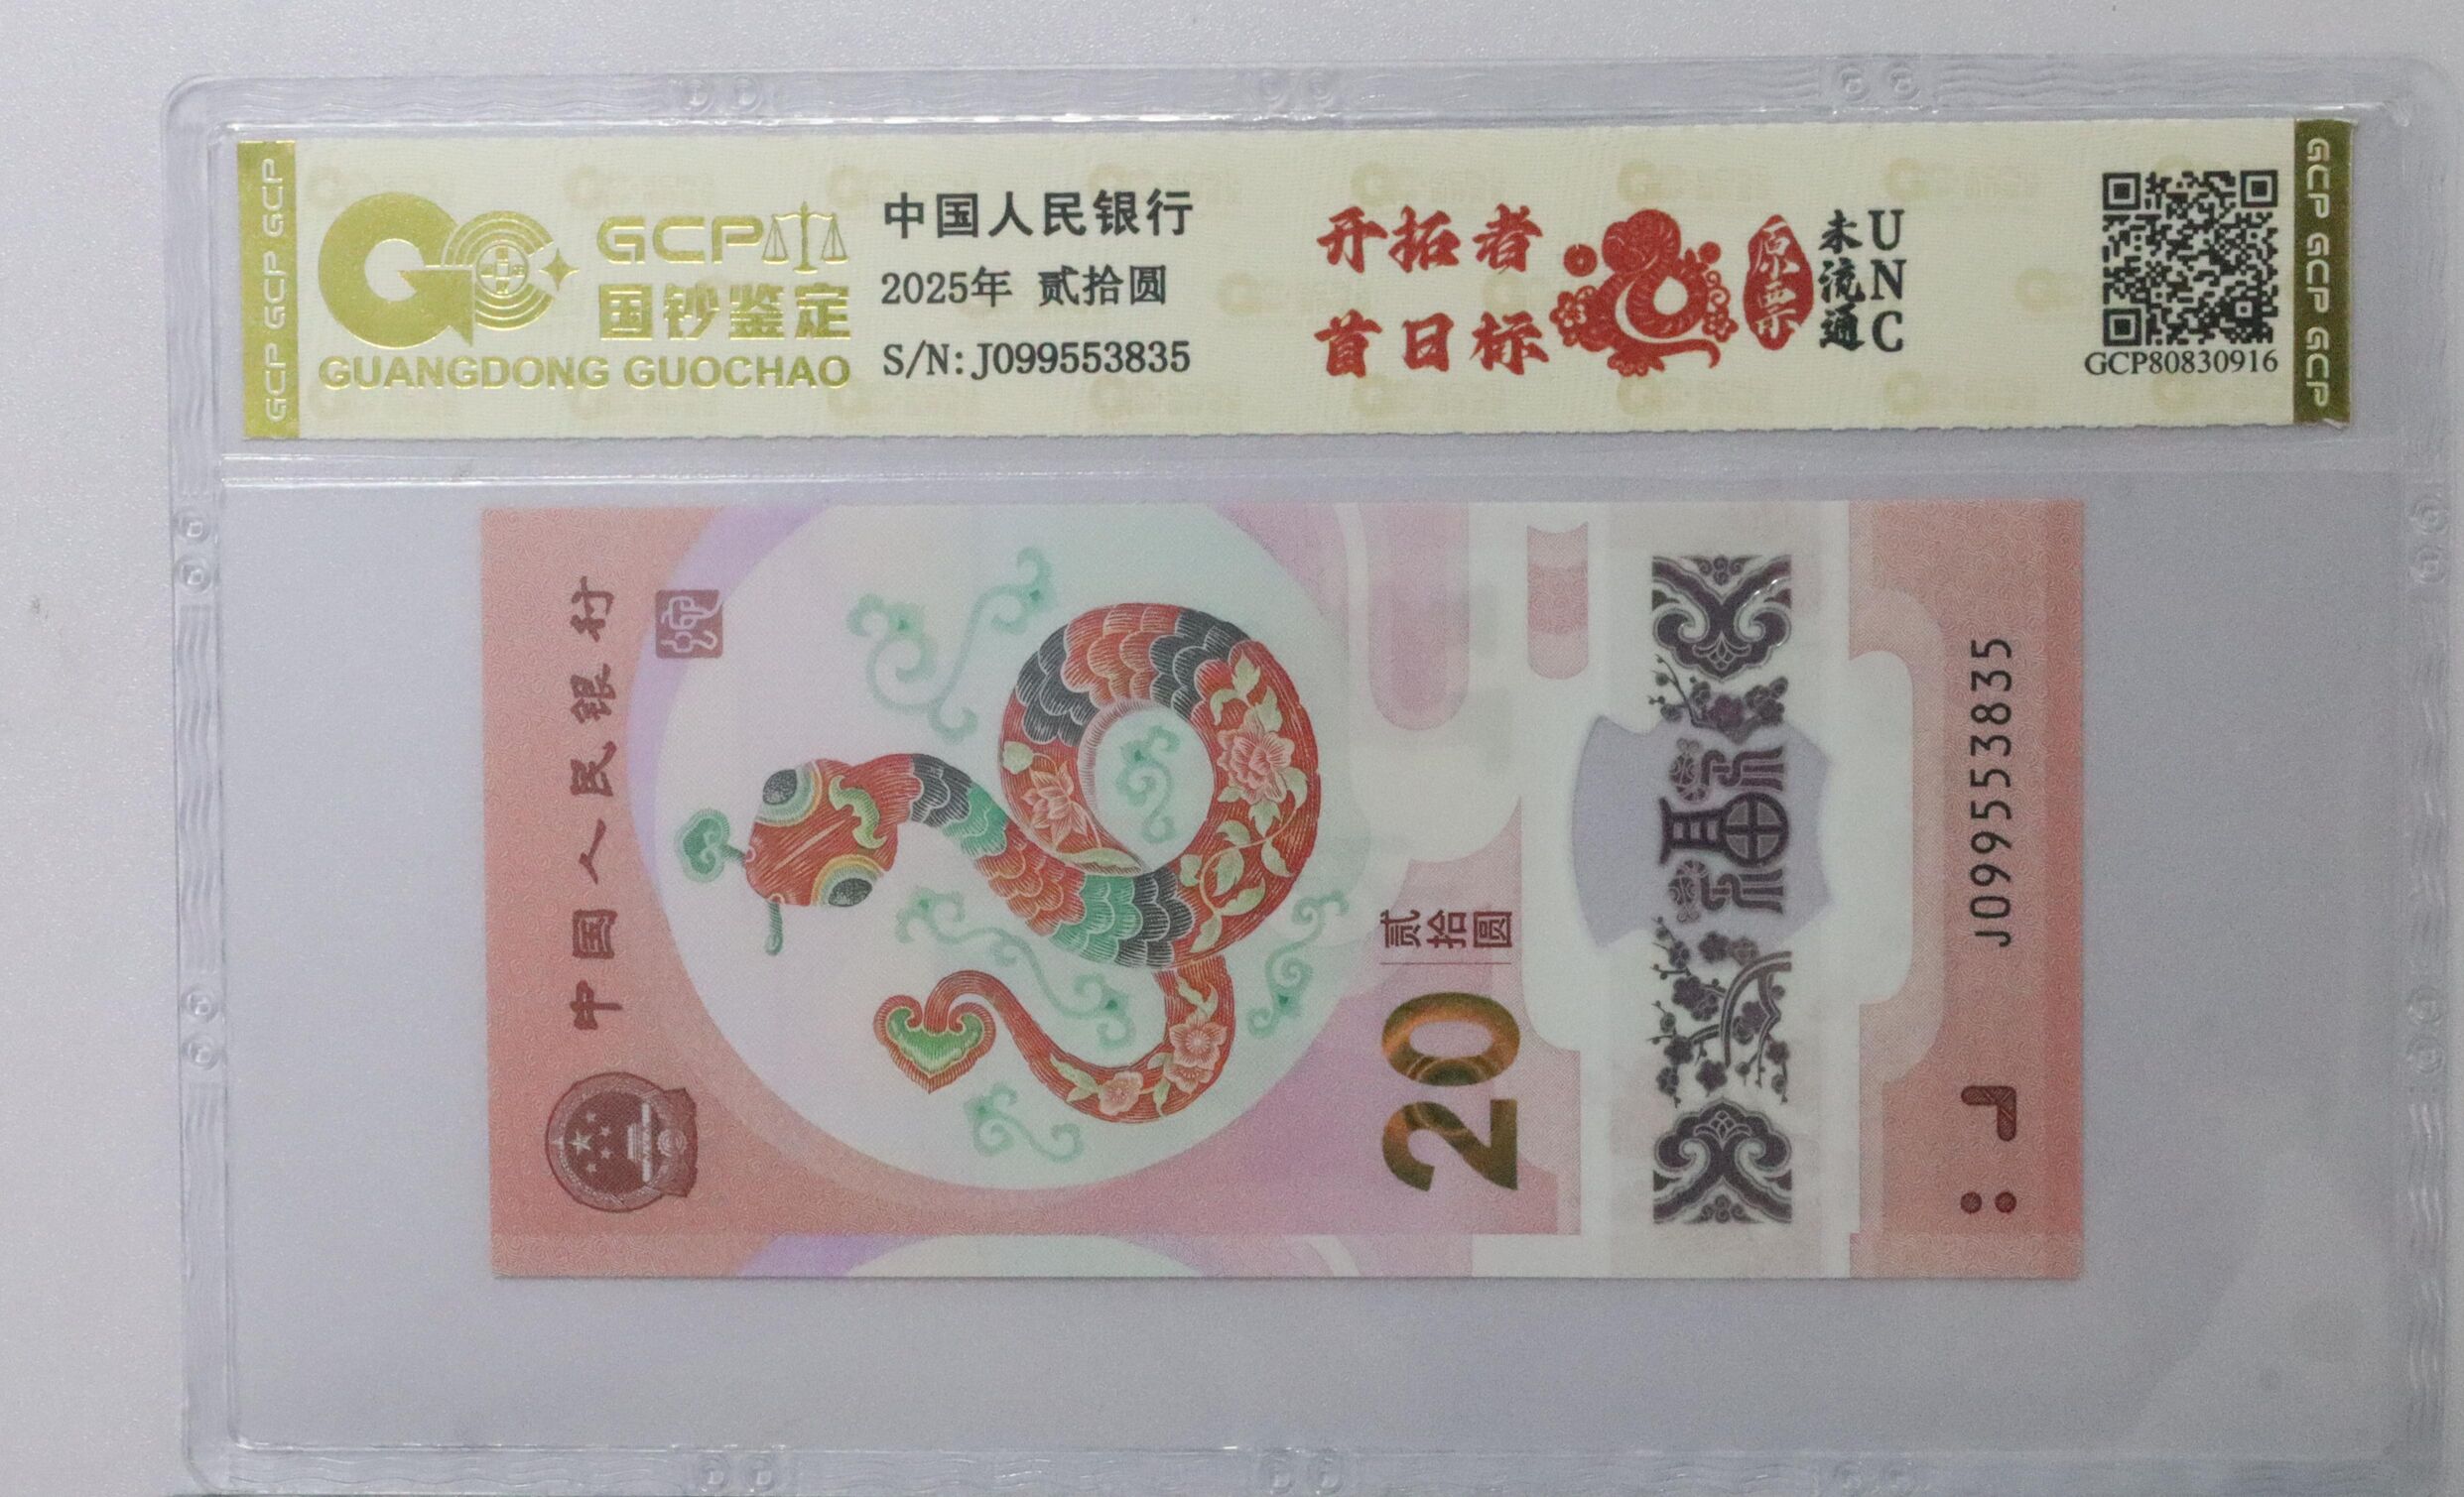 GCP GCP GCP
GCP
国钞鉴定
GUANGDONG GUOCHAO
中国人民银行
2025年 贰拾圆
S/N: J099553835
开拓者
首日标
原票
未流通
UNC
GCP80830916
GCP GCP GCP
中国人民银行
20
贰拾圆
福
J099553835